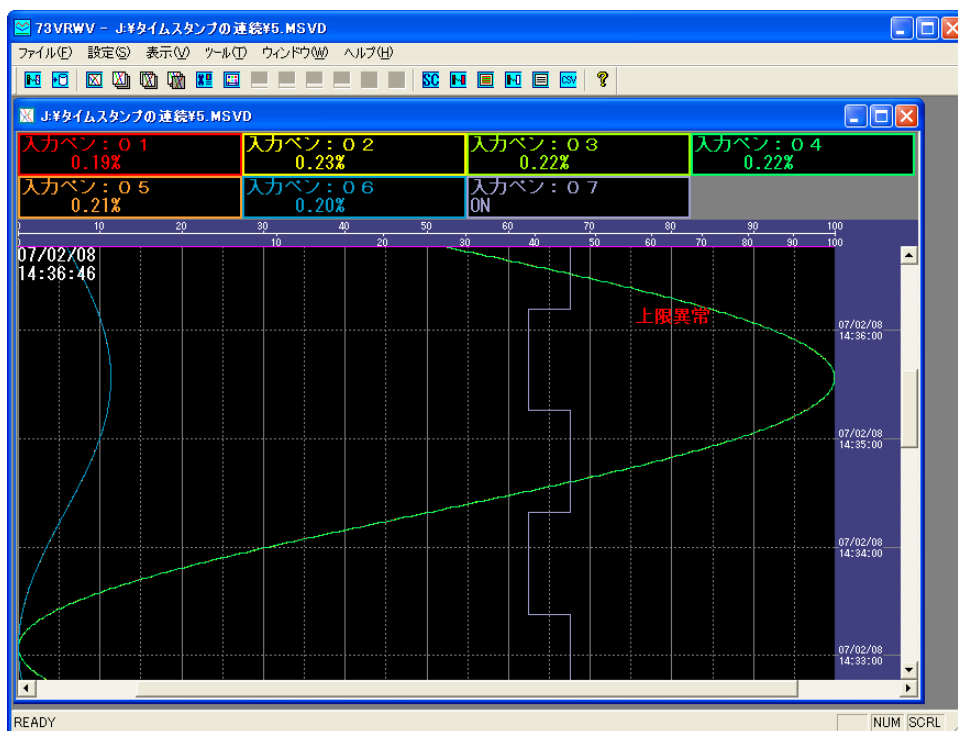 73VRWV - J:¥タイムスタンプの連続¥5.MSVD
ファイル(F) 設定(S) 表示(V) ツール(T) ウィンドウ(W) ヘルプ(H)
SC CSV ?
J:¥タイムスタンプの連続¥5.MSVD
入力ペン:01 入力ペン:02 入力ペン:03 入力ペン:04
0.19% 0.23% 0.22% 0.22%
入力ペン:05 入力ペン:06 入力ペン:07
0.21% 0.20% ON
0 10 20 30 40 50 60 70 80 90 100
0 10 20 30 40 50 60 70 80 90 100
07/02/08
14:36:46
上限異常
07/02/08
14:36:00
07/02/08
14:35:00
07/02/08
14:34:00
07/02/08
14:33:00
READY NUM SCRL